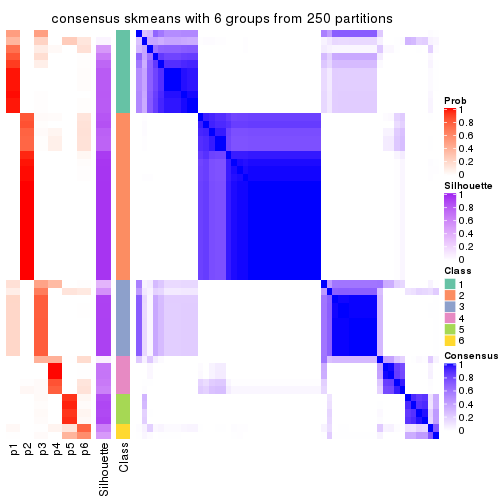 consensus skmeans with 6 groups from 250 partitions
Prob
1
0.8
0.6
0.4
0.2
0
Silhouette
1
0.8
0.6
0.4
0.2
0
Class
1
2
3
4
5
6
Consensus
1
0.8
0.6
0.4
0.2
0
p1
p2
p3
p4
p5
p6
Silhouette
Class